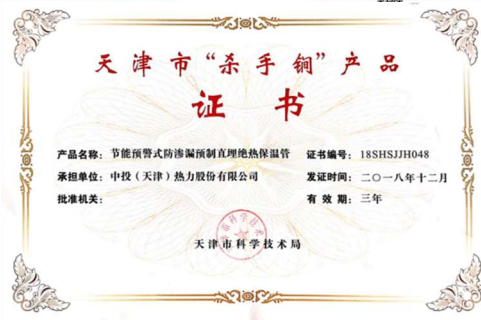 天津市“杀手锏”产品
证书
产品名称：节能预警式防渗漏预制直埋绝热保温管 证书编号：18SHSJJH048
承担单位：中投（天津）热力股份有限公司 发证时间：二〇一八年十二月
批准机关： 有效期：三年
天津市科学技术局